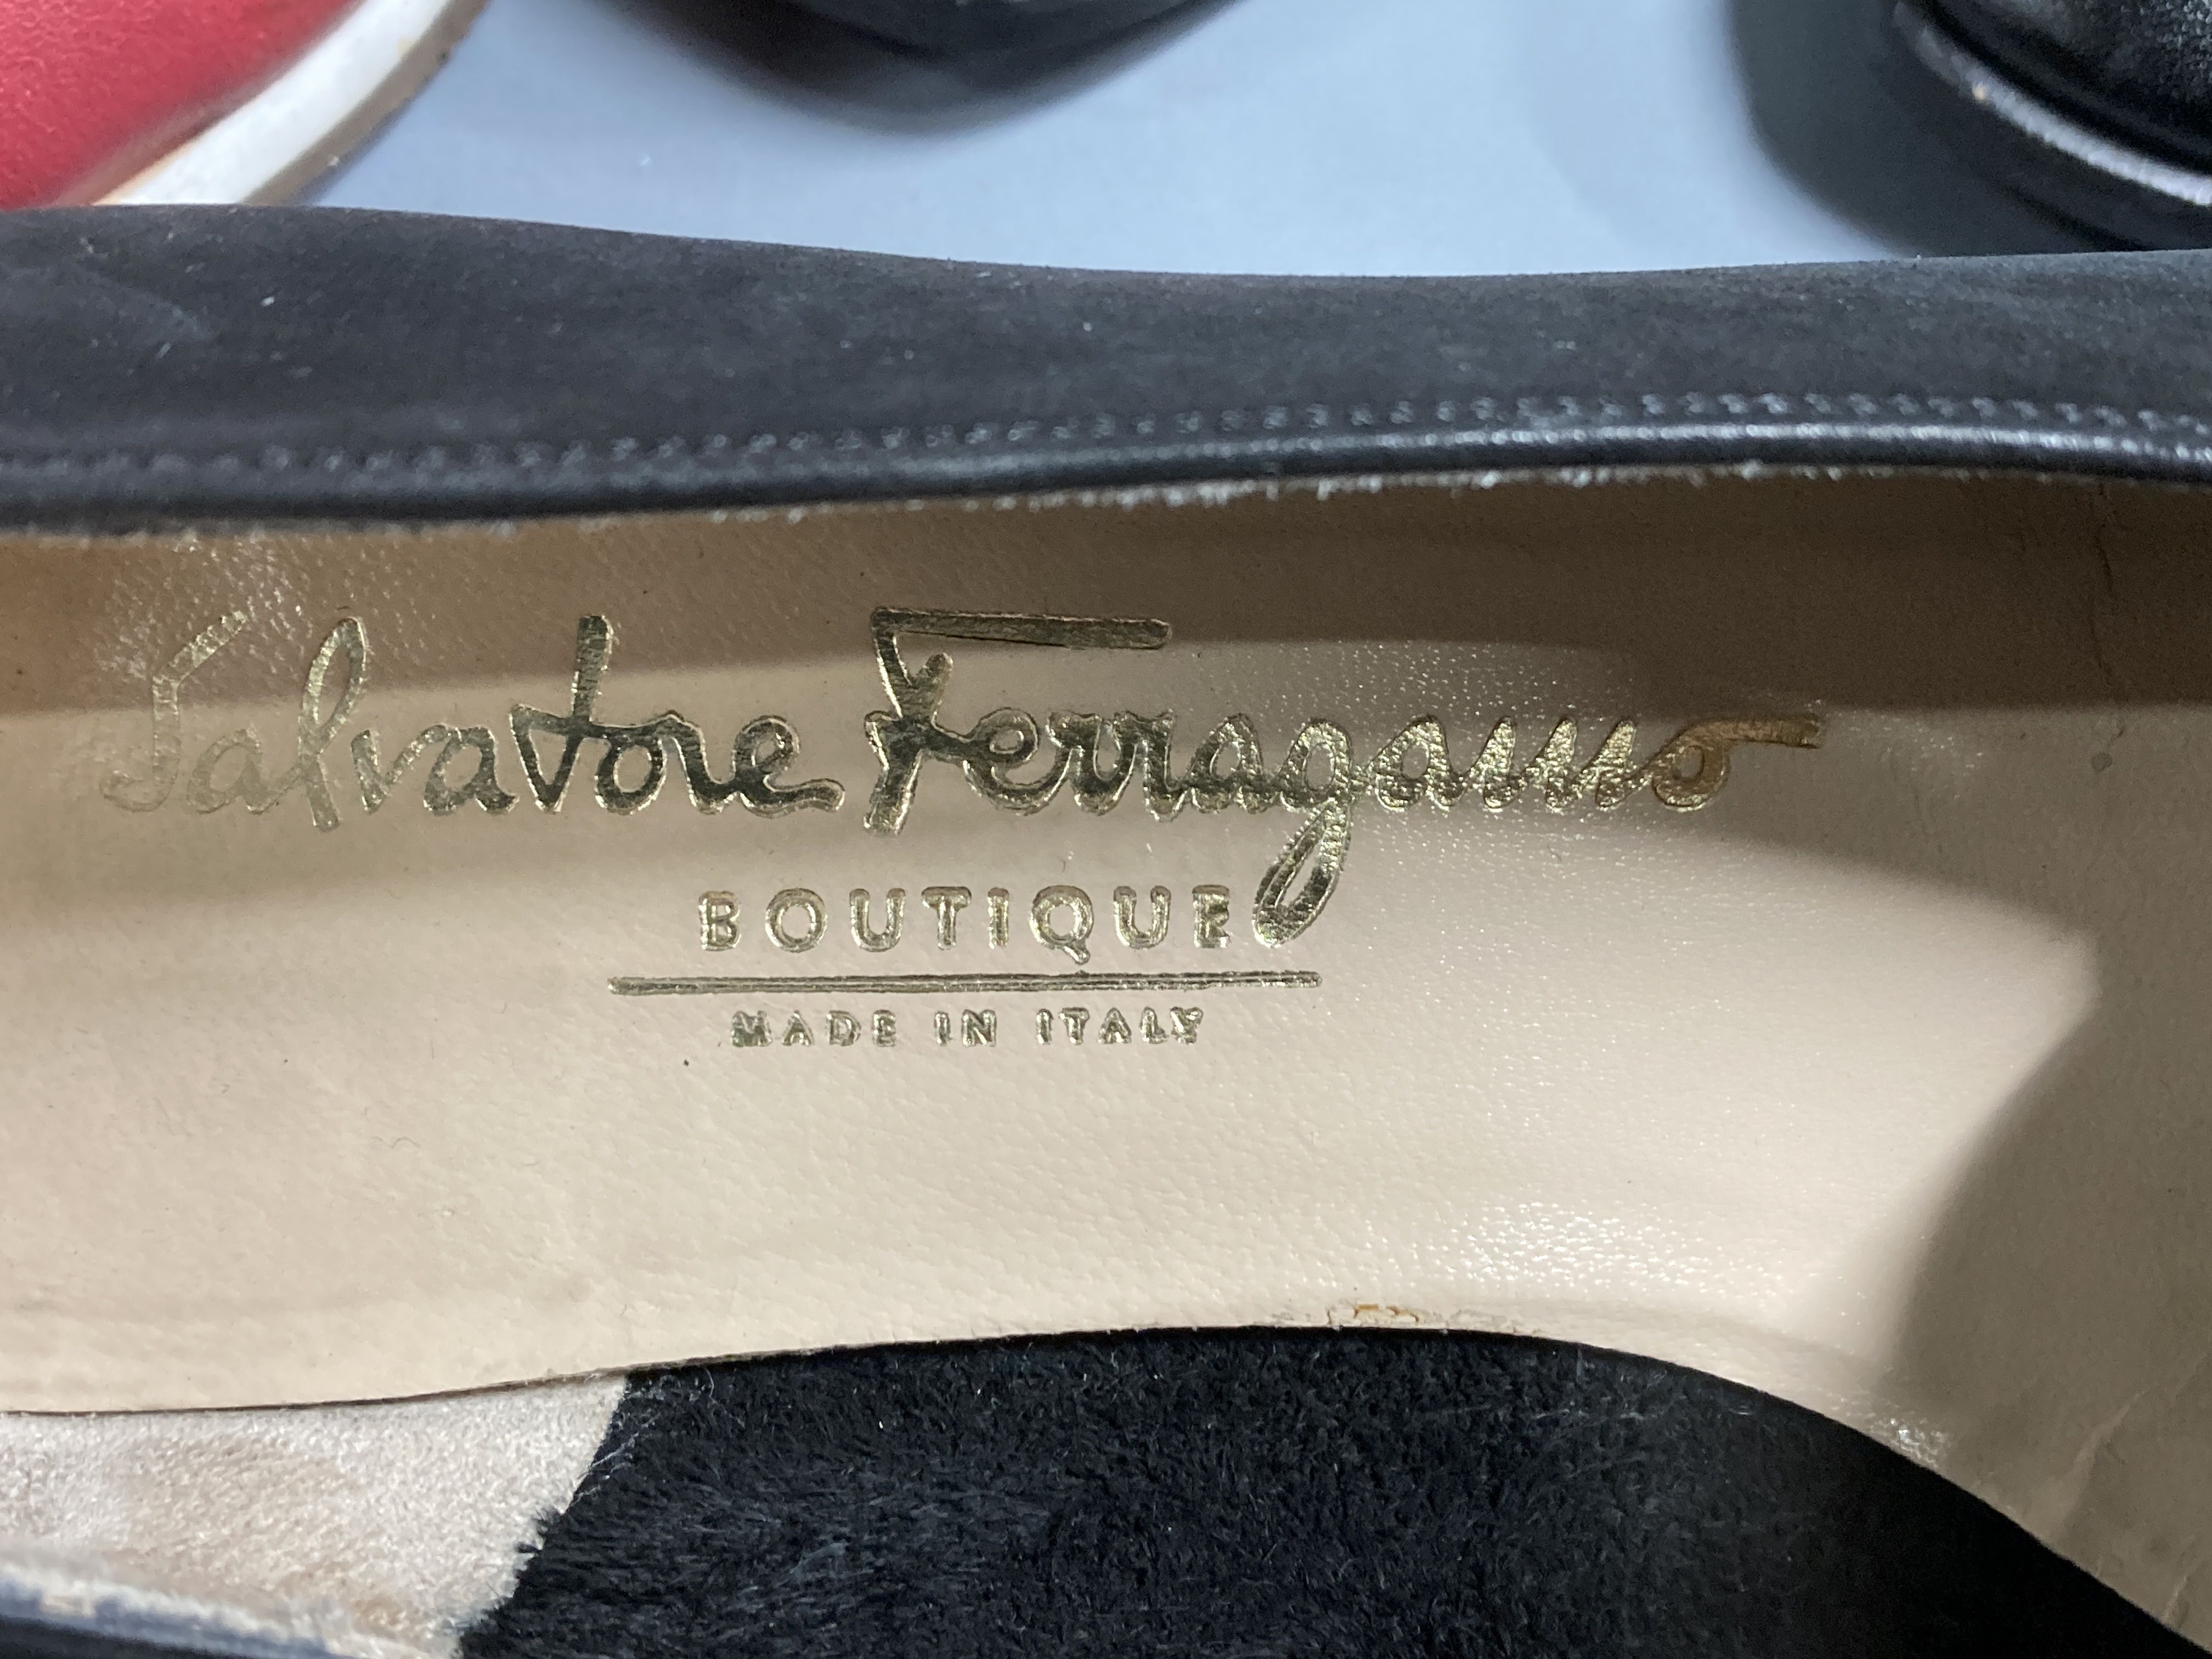 Salvatore Ferragamo
BOUTIQUE
MADE IN ITALY